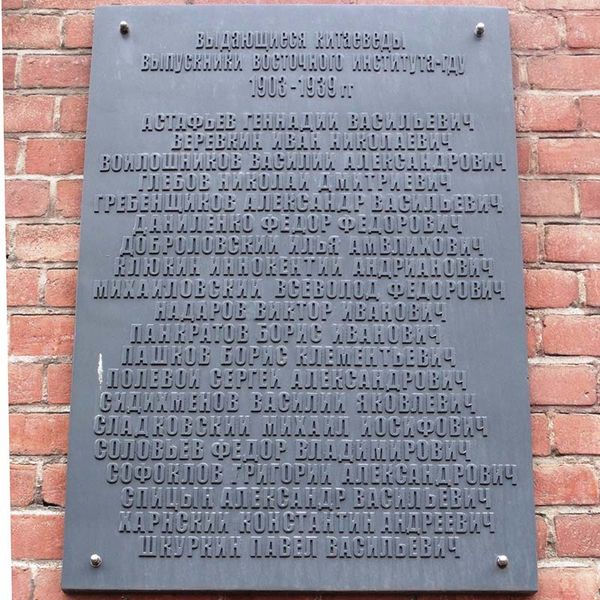 выдающиеся китаеведы
выпускники восточного института-гду
1903-1939 гг
АСТАФЬЕВ ГЕННАДИЙ ВАСИЛЬЕВИЧ
ВЕРЕВКИН ИВАН НИКОЛАЕВИЧ
ВОЙЛОШНИКОВ ВАСИЛИЙ АЛЕКСАНДРОВИЧ
ГЛЕБОВ НИКОЛАЙ ДМИТРИЕВИЧ
ГРЕБЕНЩИКОВ АЛЕКСАНДР ВАСИЛЬЕВИЧ
ДАНИЛЕНКО ФЕДОР ФЕДОРОВИЧ
ДОБРОЛОВСКИЙ ИЛЬЯ АМВЛИХОВИЧ
КЛЮКИН ИННОКЕНТИЙ АНДРИАНОВИЧ
МИХАЙЛОВСКИЙ ВСЕВОЛОД ФЕДОРОВИЧ
НАДАРОВ ВИКТОР ИВАНОВИЧ
ПАНКРАТОВ БОРИС ИВАНОВИЧ
ПАШКОВ БОРИС КЛЕМЕНТЬЕВИЧ
ПОЛЕВОЙ СЕРГЕЙ АЛЕКСАНДРОВИЧ
СИДИХМЕНОВ ВАСИЛИЙ ЯКОВЛЕВИЧ
СЛАДКОВСКИЙ МИХАИЛ ИОСИФОВИЧ
СОЛОВЬЕВ ФЕДОР ВЛАДИМИРОВИЧ
СОФОКЛОВ ГРИГОРИЙ АЛЕКСАНДРОВИЧ
СПИЦЫН АЛЕКСАНДР ВАСИЛЬЕВИЧ
ХАРНСКИЙ КОНСТАНТИН АНДРЕЕВИЧ
ШКУРКИН ПАВЕЛ ВАСИЛЬЕВИЧ